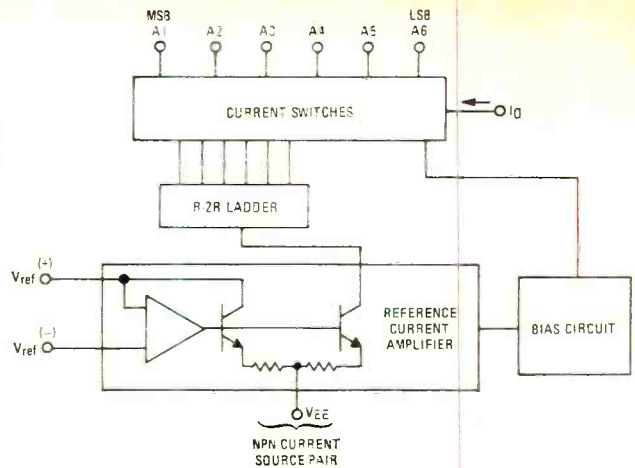 MSB LSB
A1 A2 A3 A4 A5 A6
CURRENT SWITCHES
IO
R-2R LADDER
Vref (+)
Vref (−)
REFERENCE
CURRENT
AMPLIFIER
BIAS CIRCUIT
VEE
NPN CURRENT
SOURCE PAIR